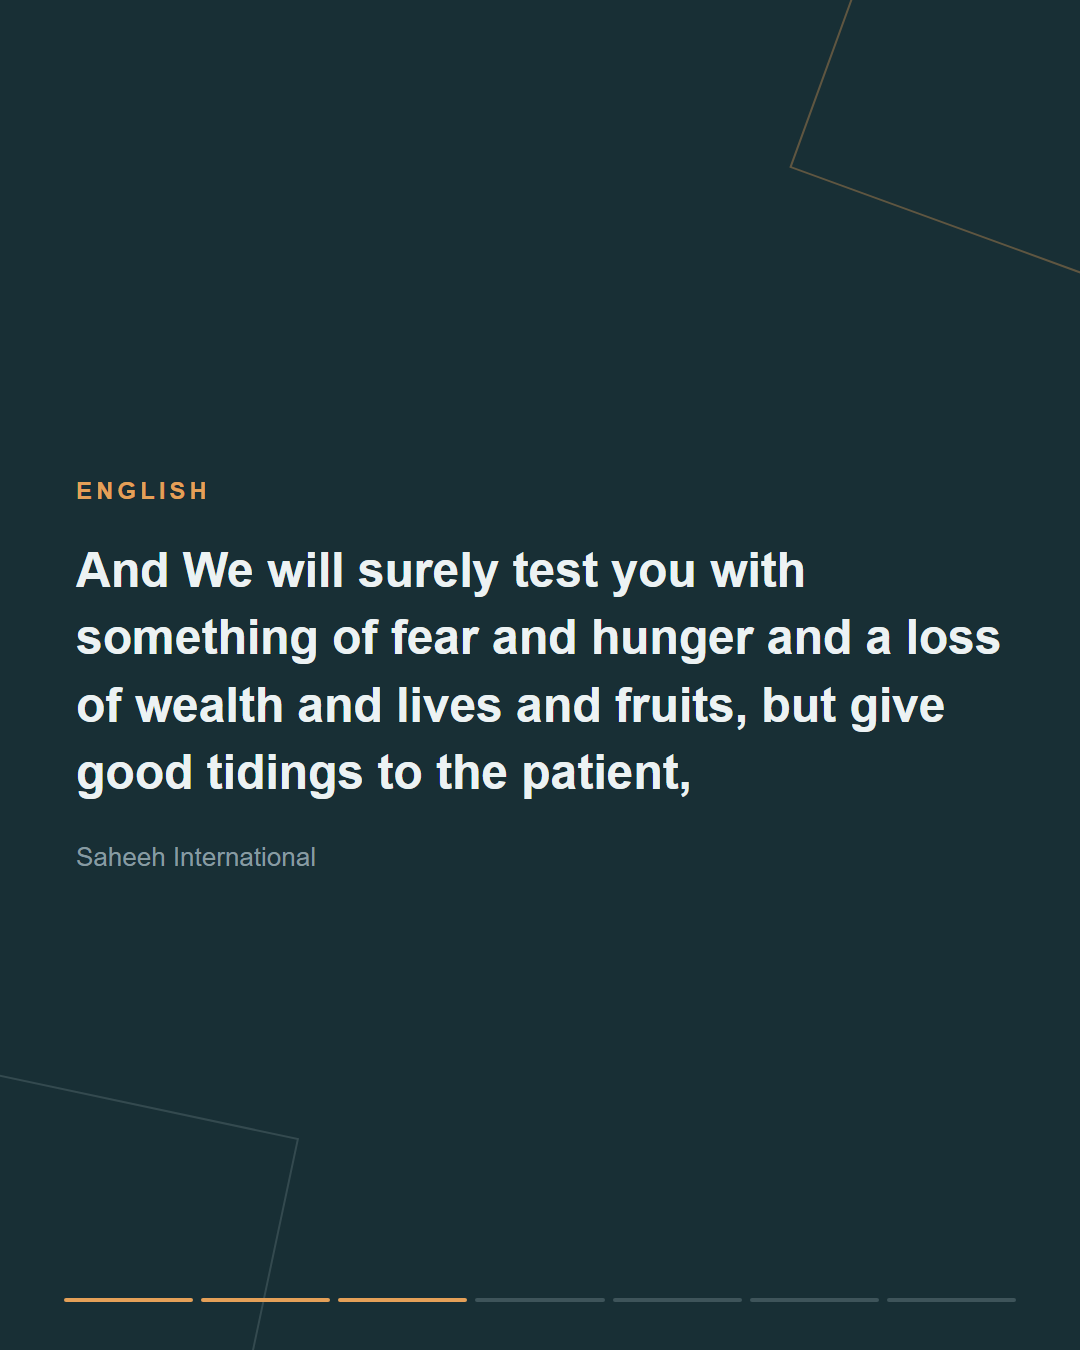 ENGLISH
And We will surely test you with
something of fear and hunger and a loss
of wealth and lives and fruits, but give
good tidings to the patient,
Saheeh International